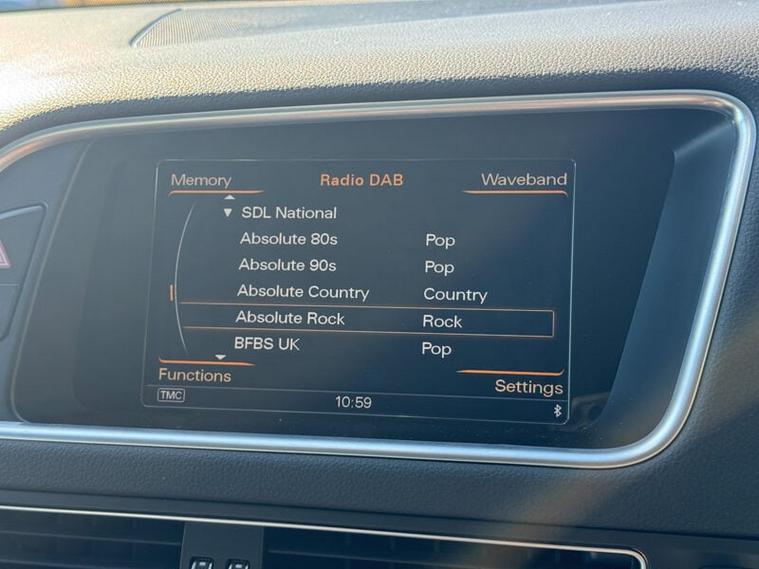 Memory Radio DAB Waveband
SDL National
Absolute 80s Pop
Absolute 90s Pop
Absolute Country Country
Absolute Rock Rock
BFBS UK Pop
Functions Settings
TMC 10:59